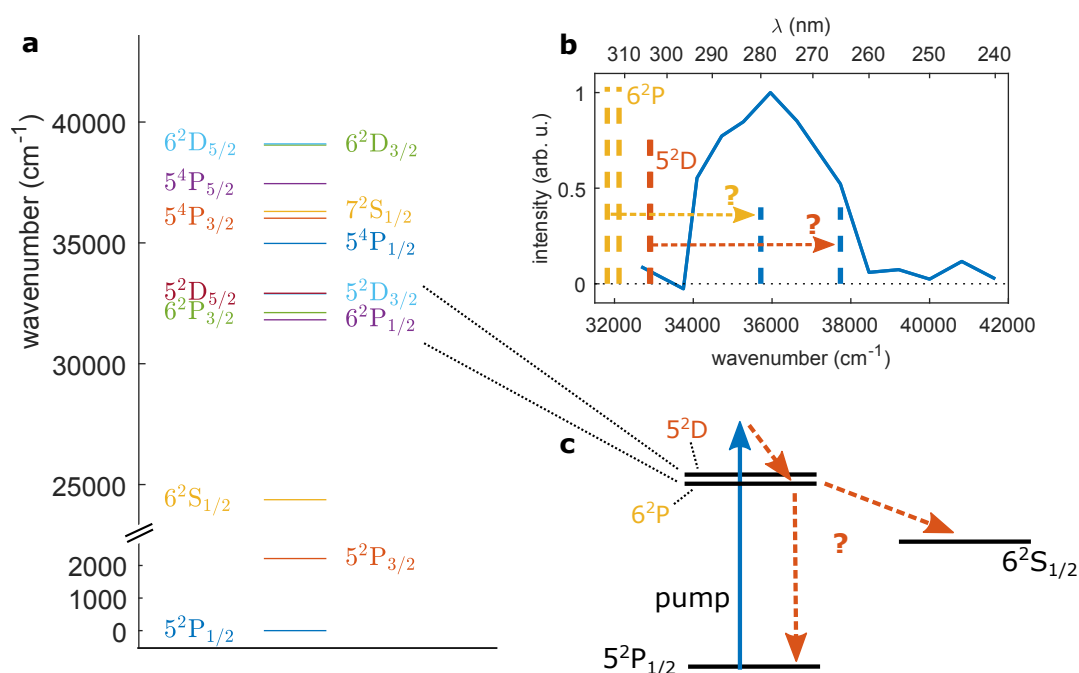 a
wavenumber (cm⁻¹)
40000
35000
30000
25000
2000
1000
0
6²D₅/₂ 6²D₃/₂
5⁴P₅/₂
5⁴P₃/₂ 7²S₁/₂
5⁴P₁/₂
5²D₅/₂ 5²D₃/₂
6²P₃/₂ 6²P₁/₂
6²S₁/₂
5²P₃/₂
5²P₁/₂
b
λ (nm)
310 300 290 280 270 260 250 240
intensity (arb. u.)
1
0.5
0
6²P
5²D
?
?
32000 34000 36000 38000 40000 42000
wavenumber (cm⁻¹)
c
5²D
6²P
?
6²S₁/₂
pump
5²P₁/₂